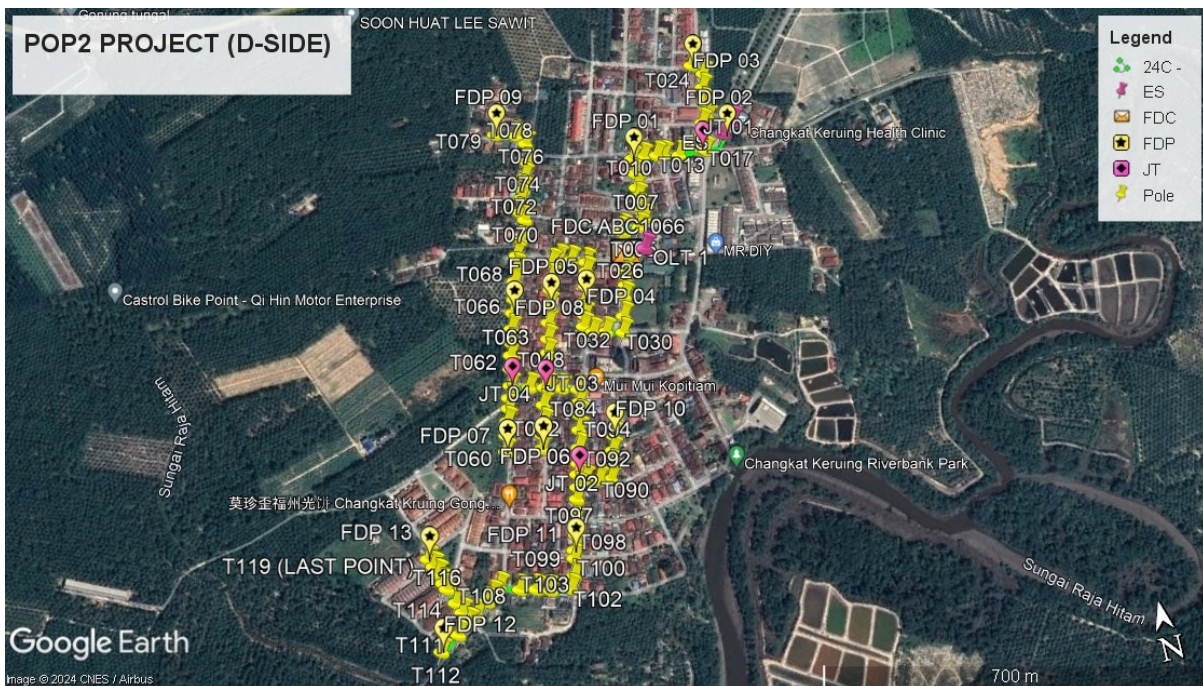 SOON HUAT LEE SAWIT
POP2 PROJECT (D-SIDE)
Legend
24C -
ES
FDC
FDP
JT
Pole
FDP 03
T024
FDP 09
FDP 02
T078
FDP 01
JT 01
T079
Changkat Keruing Health Clinic
T076
T010
T013
T017
T074
T007
T072
FDC ABC1066
T070
OLT 1
MR.DIY
FDP 05
T026
T068
FDP 08
FDP 04
Castrol Bike Point - Qi Hin Motor Enterprise
T066
T063
T032
T030
T062
JT 03
Mui Mui Kopitiam
JT 04
T084
FDP 10
T094
FDP 07
T060
FDP 06
T092
Changkat Keruing Riverbank Park
JT 02
T090
Sungai Raja Hitam
莫珍歪福州光饼 Changkat Kruing Gong...
T097
FDP 13
FDP 11
T098
T099
T119 (LAST POINT)
T100
T116
T103
T102
T108
T114
FDP 12
T111
T112
Sungai Raja Hitam
Google Earth
Image © 2024 CNES / Airbus
700 m
N